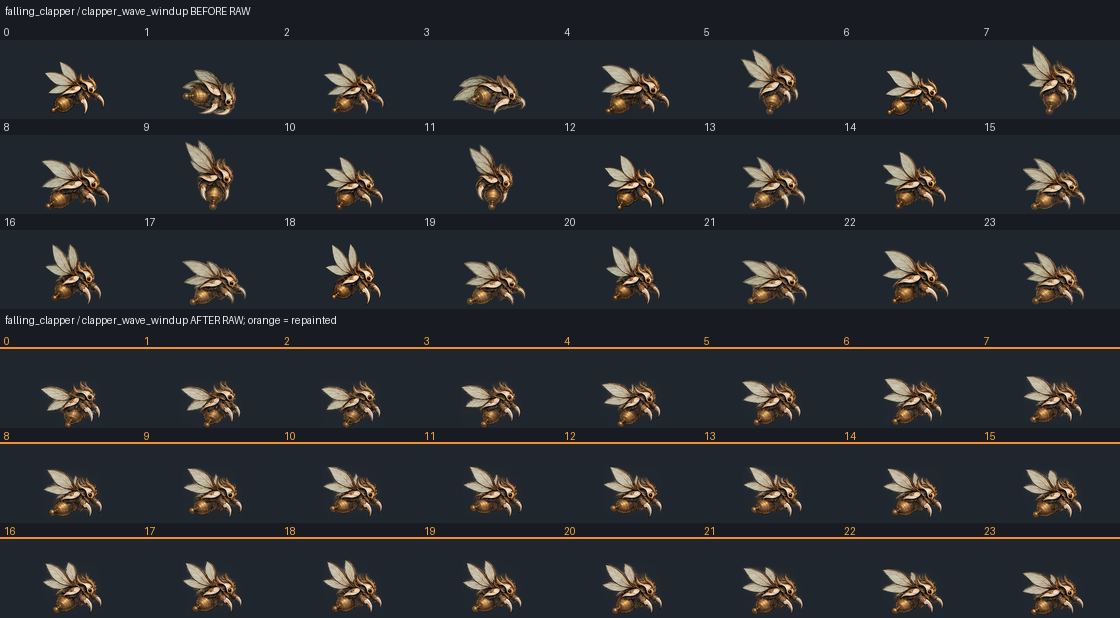 falling_clapper / clapper_wave_windup BEFORE RAW
0 1 2 3 4 5 6 7
8 9 10 11 12 13 14 15
16 17 18 19 20 21 22 23
falling_clapper / clapper_wave_windup AFTER RAW; orange = repainted
0 1 2 3 4 5 6 7
8 9 10 11 12 13 14 15
16 17 18 19 20 21 22 23